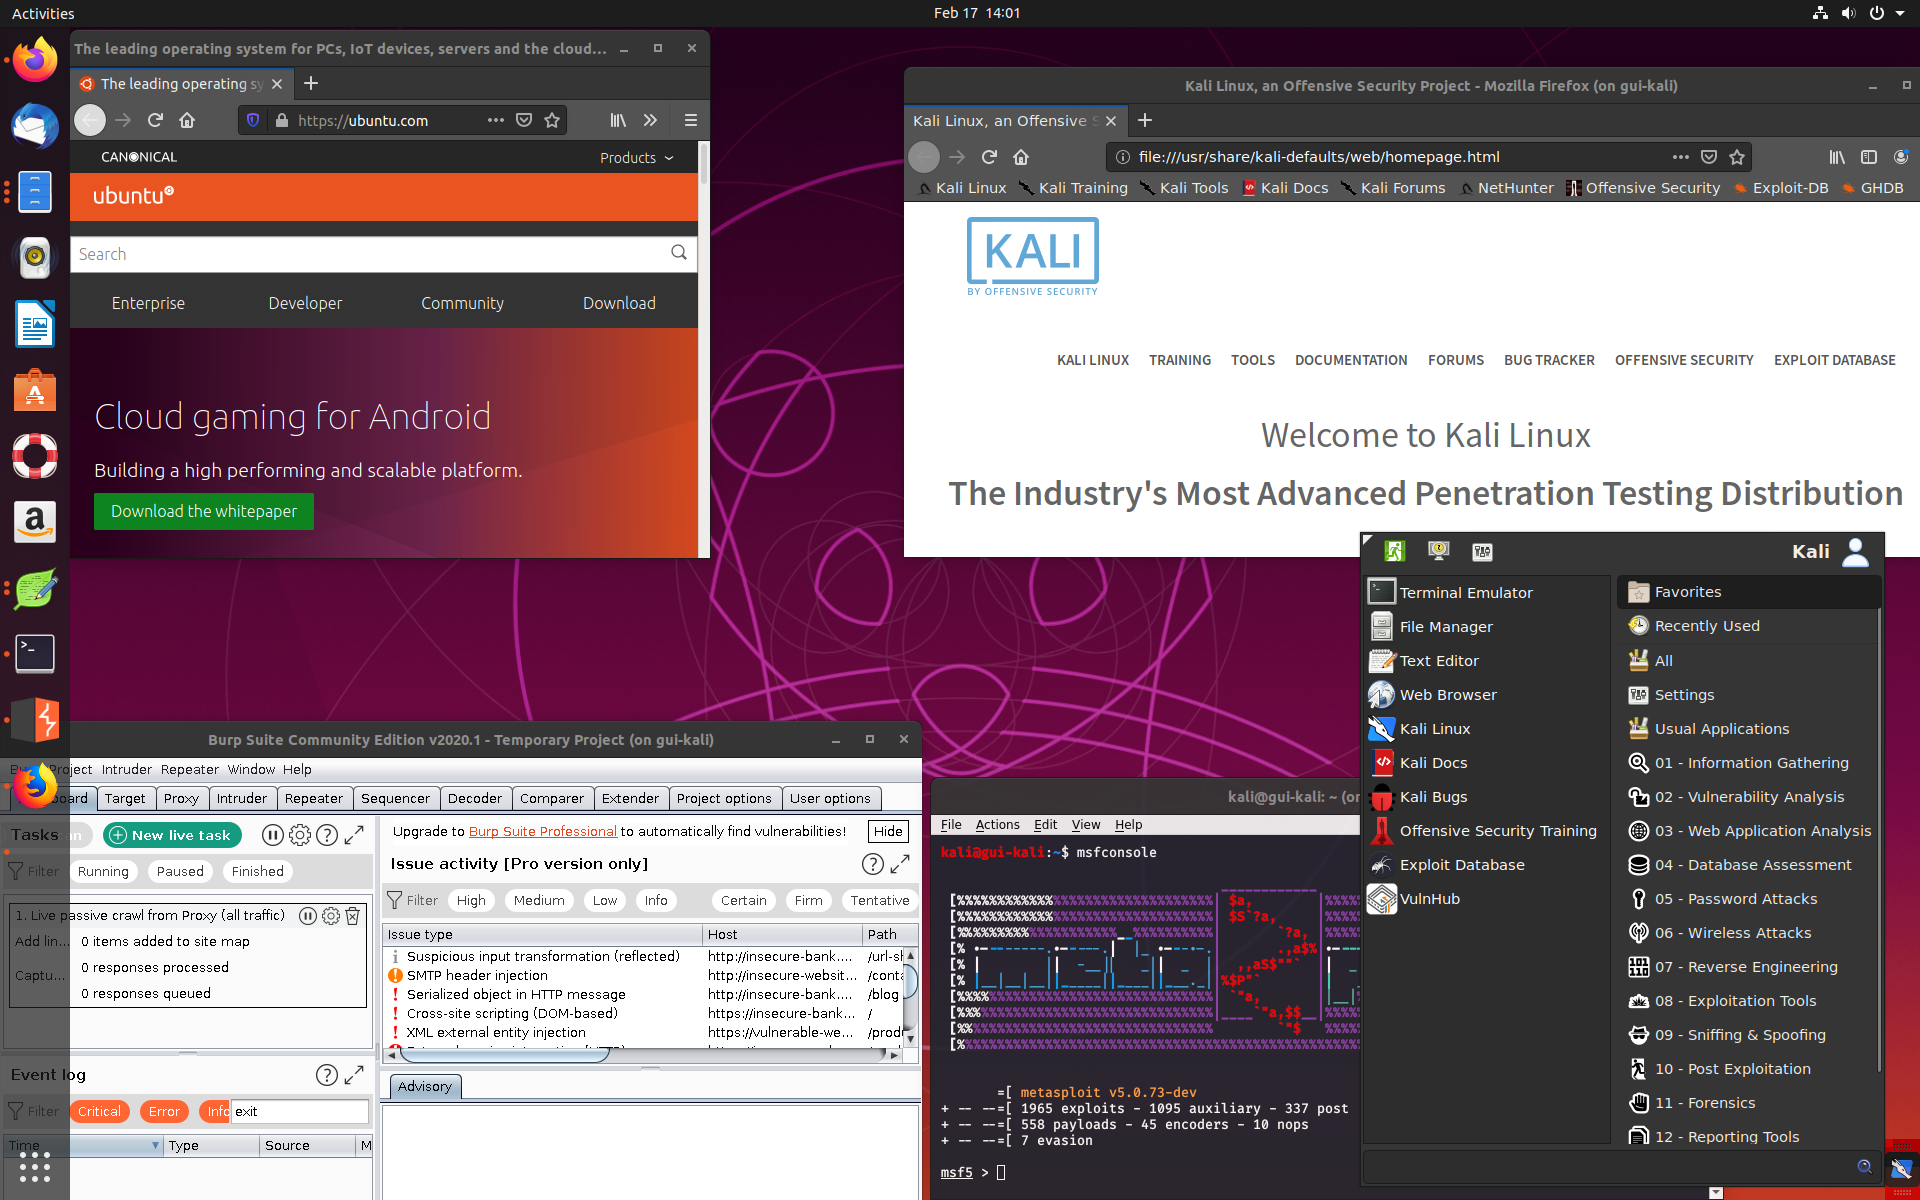 Activities
Feb 17 14:01
The leading operating system for PCs, IoT devices, servers and the cloud...
The leading operating sy
https://ubuntu.com
CANONICAL
Products
ubuntu
Search
Enterprise
Developer
Community
Download
Cloud gaming for Android
Building a high performing and scalable platform.
Download the whitepaper
Kali Linux, an Offensive Security Project - Mozilla Firefox (on gui-kali)
Kali Linux, an Offensive S
file:///usr/share/kali-defaults/web/homepage.html
Kali Linux
Kali Training
Kali Tools
Kali Docs
Kali Forums
NetHunter
Offensive Security
Exploit-DB
GHDB
KALI
BY OFFENSIVE SECURITY
KALI LINUX
TRAINING
TOOLS
DOCUMENTATION
FORUMS
BUG TRACKER
OFFENSIVE SECURITY
EXPLOIT DATABASE
Welcome to Kali Linux
The Industry's Most Advanced Penetration Testing Distribution
Kali
Terminal Emulator
File Manager
Text Editor
Web Browser
Kali Linux
Kali Docs
Kali Bugs
Offensive Security Training
Exploit Database
VulnHub
Favorites
Recently Used
All
Settings
Usual Applications
01 - Information Gathering
02 - Vulnerability Analysis
03 - Web Application Analysis
04 - Database Assessment
05 - Password Attacks
06 - Wireless Attacks
07 - Reverse Engineering
08 - Exploitation Tools
09 - Sniffing & Spoofing
10 - Post Exploitation
11 - Forensics
12 - Reporting Tools
Burp Suite Community Edition v2020.1 - Temporary Project (on gui-kali)
Project Intruder Repeater Window Help
Target
Proxy
Intruder
Repeater
Sequencer
Decoder
Comparer
Extender
Project options
User options
Tasks
New live task
Filter
Running
Paused
Finished
1. Live passive crawl from Proxy (all traffic)
Add lin...
0 items added to site map
Captu...
0 responses processed
0 responses queued
Event log
Filter
Critical
Error
Info
exit
Time
Type
Source
M
Upgrade to Burp Suite Professional to automatically find vulnerabilities!
Hide
Issue activity [Pro version only]
Filter
High
Medium
Low
Info
Certain
Firm
Tentative
Issue type
Host
Path
Suspicious input transformation (reflected) http://insecure-bank.... /url-sh
SMTP header injection http://insecure-websit... /conta
Serialized object in HTTP message http://insecure-bank.... /blog
Cross-site scripting (DOM-based) https://insecure-bank... /
XML external entity injection https://vulnerable-we... /produ
Advisory
kali@gui-kali: ~ (on
File Actions Edit View Help
kali@gui-kali:~$ msfconsole
=[ metasploit v5.0.73-dev
+ -- --=[ 1965 exploits - 1095 auxiliary - 337 post
+ -- --=[ 558 payloads - 45 encoders - 10 nops
+ -- --=[ 7 evasion
msf5 >